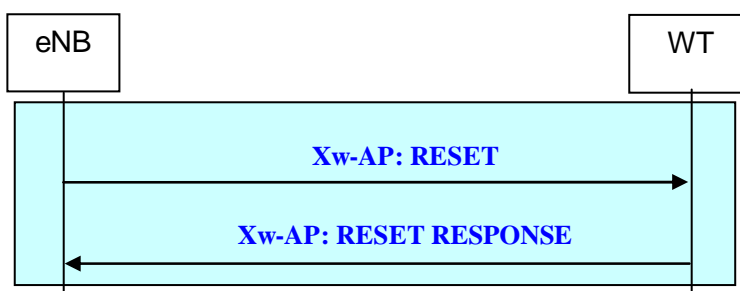 eNB
WT
Xw-AP: RESET
Xw-AP: RESET RESPONSE